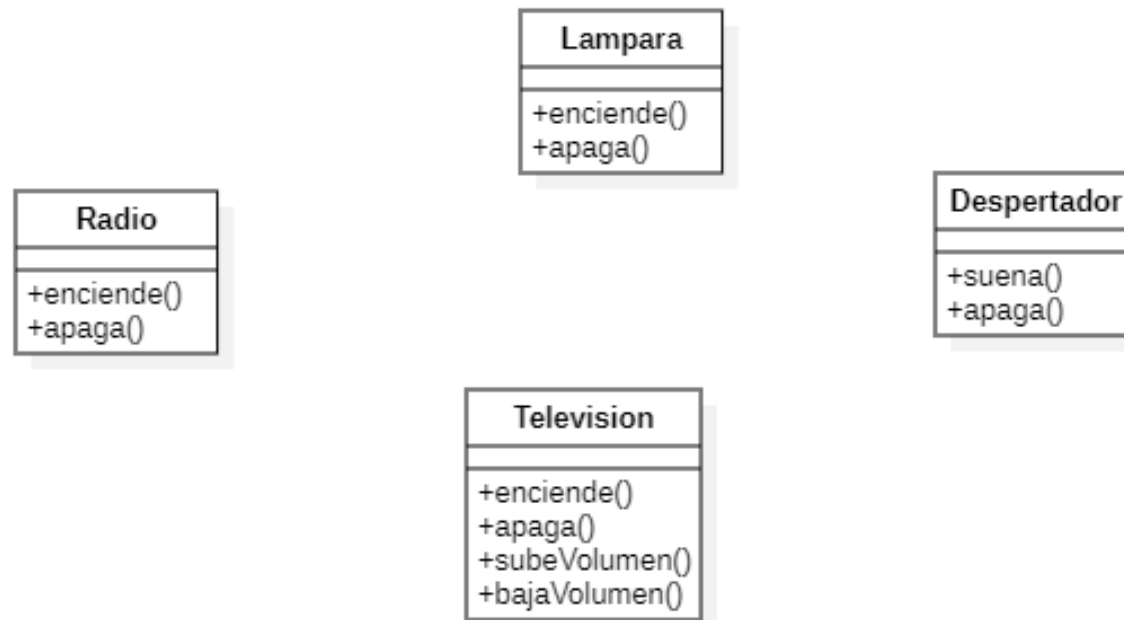 Lampara
+enciende()
+apaga()
Radio
+enciende()
+apaga()
Despertador
+suena()
+apaga()
Television
+enciende()
+apaga()
+subeVolumen()
+bajaVolumen()